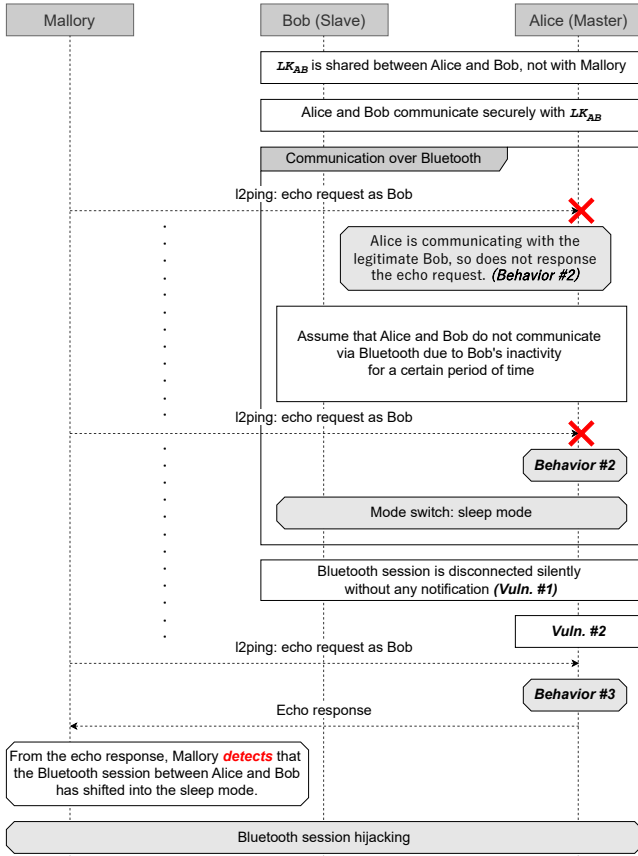 Mallory
Bob (Slave)
Alice (Master)
LK_AB is shared between Alice and Bob, not with Mallory
Alice and Bob communicate securely with LK_AB
Communication over Bluetooth
l2ping: echo request as Bob
Alice is communicating with the
legitimate Bob, so does not response
the echo request. (Behavior #2)
Assume that Alice and Bob do not communicate
via Bluetooth due to Bob's inactivity
for a certain period of time
l2ping: echo request as Bob
Behavior #2
Mode switch: sleep mode
Bluetooth session is disconnected silently
without any notification (Vuln. #1)
Vuln. #2
l2ping: echo request as Bob
Behavior #3
Echo response
From the echo response, Mallory detects that
the Bluetooth session between Alice and Bob
has shifted into the sleep mode.
Bluetooth session hijacking